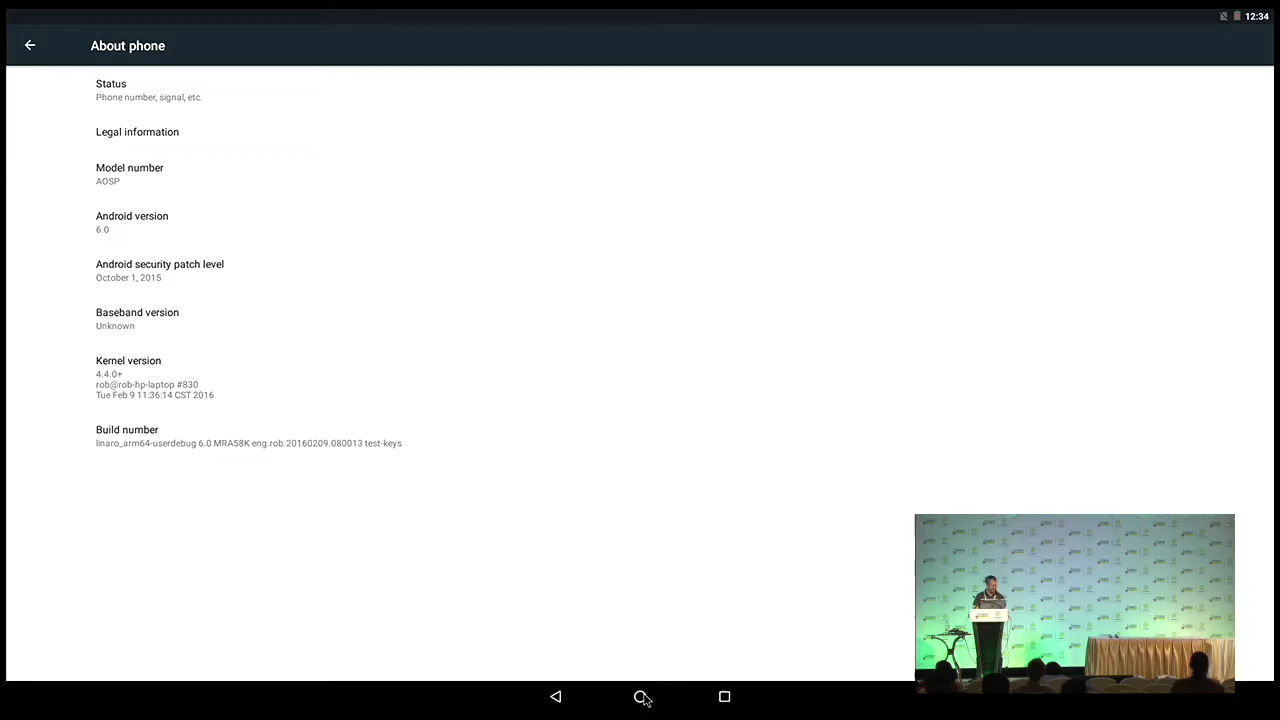 12:34
About phone
Status
Phone number, signal, etc.
Legal information
Model number
AOSP
Android version
6.0
Android security patch level
October 1, 2015
Baseband version
Unknown
Kernel version
4.4.0+
rob@rob-hp-laptop #830
Tue Feb 9 11:36:14 CST 2016
Build number
linaro_arm64-userdebug 6.0 MRA58K eng.rob.20160209.080013 test-keys